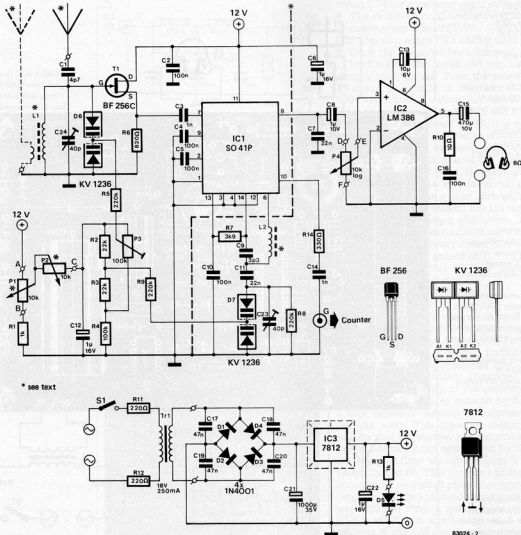 12 V
12 V
C1
4p7
T1
D
G
S
BF 256C
C2
100n
C6
1µ
16V
C13
10µ
6V
L1
D6
C24
40p
KV 1236
R6
820Ω
C3
1n
C4
100n
C5
100n
IC1
SO 41P
11
7
9
2
1
8
10
13 3 4 14 12 6
C8
1µ
10V
C7
22n
D
E
P4
10k
log
F
IC2
LM 386
1
6
8
3
2
4
5
C15
470µ
10V
R10
10Ω
C16
100n
8Ω
R5
220k
12 V
A
P1
10k
B
R1
1k
P2
10k
C
R2
22k
P3
100k
R3
22k
R4
100k
C12
1µ
16V
R9
220k
R7
3k9
C9
3p3
L2
C10
100n
C11
22n
D7
C23
40p
R8
220k
KV 1236
R14
330Ω
C14
1n
G
Counter
BF 256
G
S
D
KV 1236
A1 K1 A2 K2
* see text
S1
R11
220Ω
R12
220Ω
Tr1
18V
250mA
C17
47n
C18
47n
C19
47n
C20
47n
D1
D4
D2
D3
4x
1N4001
C21
1000µ
35V
IC3
7812
C22
1µ
16V
12 V
R13
1k
D5
0
7812
83024 - 2